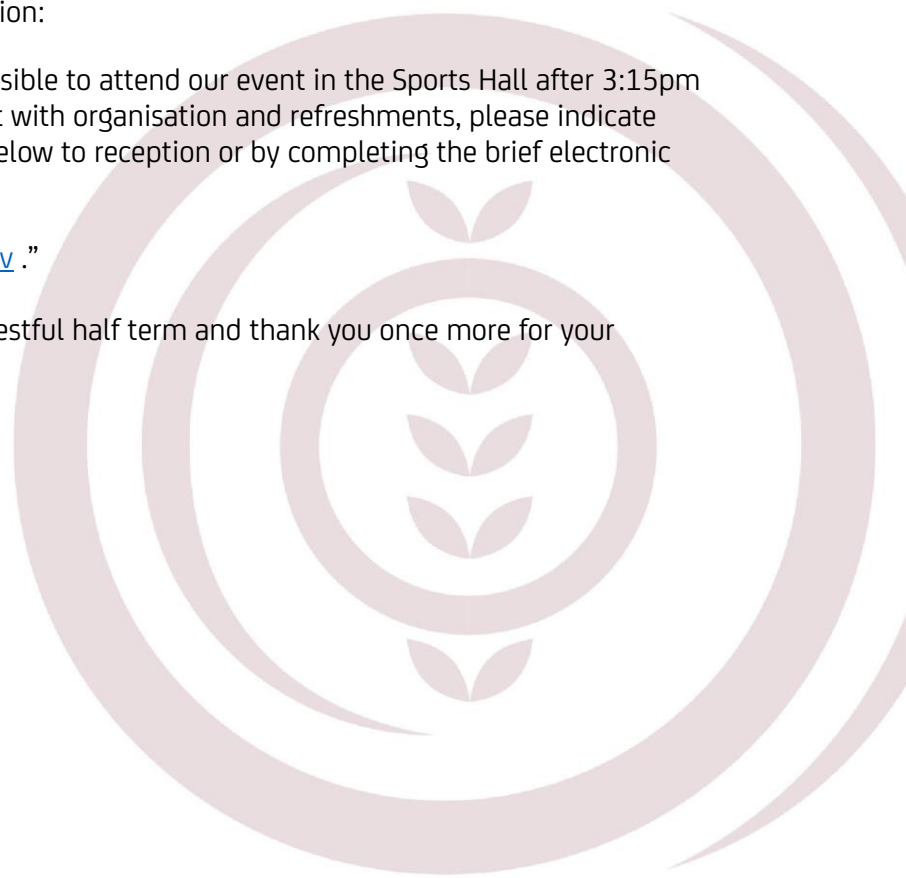 ion:
sible to attend our event in the Sports Hall after 3:15pm
t with organisation and refreshments, please indicate
elow to reception or by completing the brief electronic
v .”
estful half term and thank you once more for your